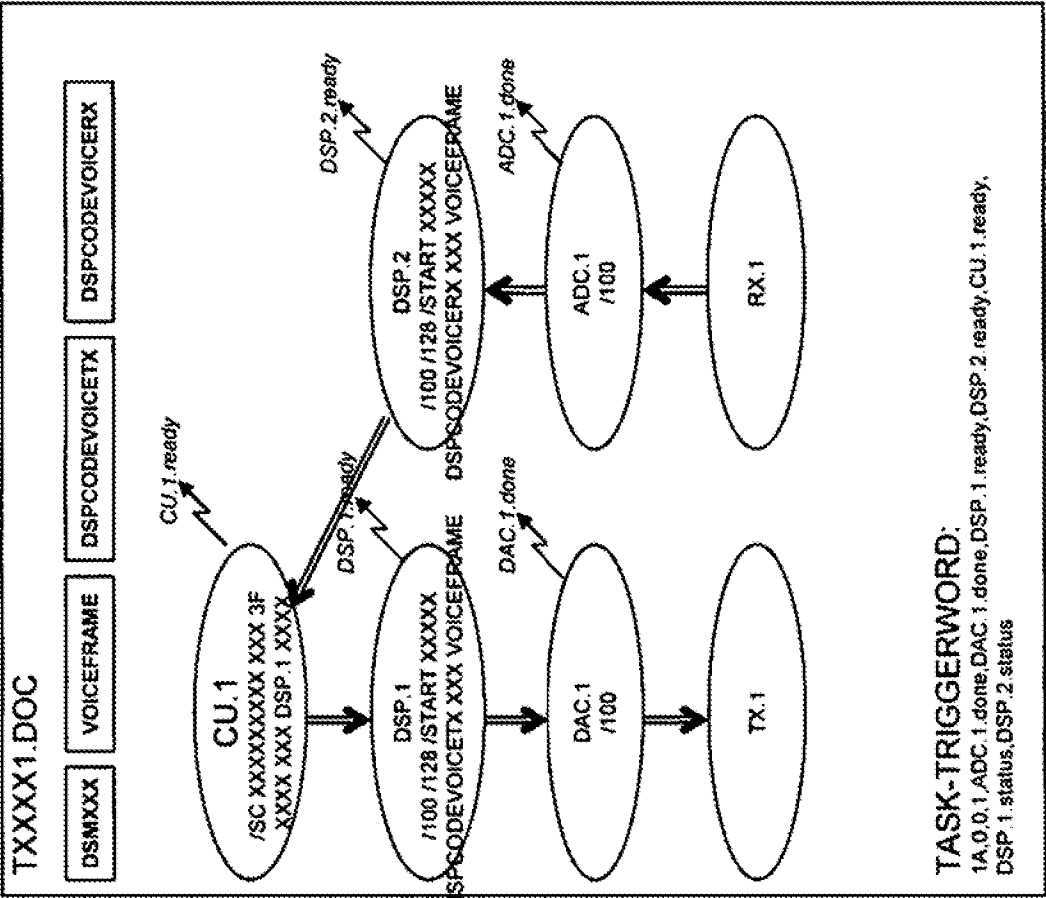 TXXXX1.DOC
DSMXXX
VOICEFRAME
DSPCODEVOICETX
DSPCODEVOICERX
CU.1.ready
CU.1
/SC XXXXXXXXX XXX 3F
XXXX XXX DSP.1 XXXX
DSP.1.ready
DSP.1
/100 /128 /START XXXXX
SPCODEVOICETX XXX VOICEFRAME
DSP.2.ready
DSP.2
/100 /128 /START XXXXX
DSPCODEVOICERX XXX VOICEFRAME
DAC.1.done
DAC.1
/100
ADC.1.done
ADC.1
/100
TX.1
RX.1
TASK-TRIGGERWORD:
1A,0,0,1,ADC.1.done,DAC.1.done,DSP.1.ready,DSP.2.ready,CU.1.ready,
DSP.1.status,DSP.2.status